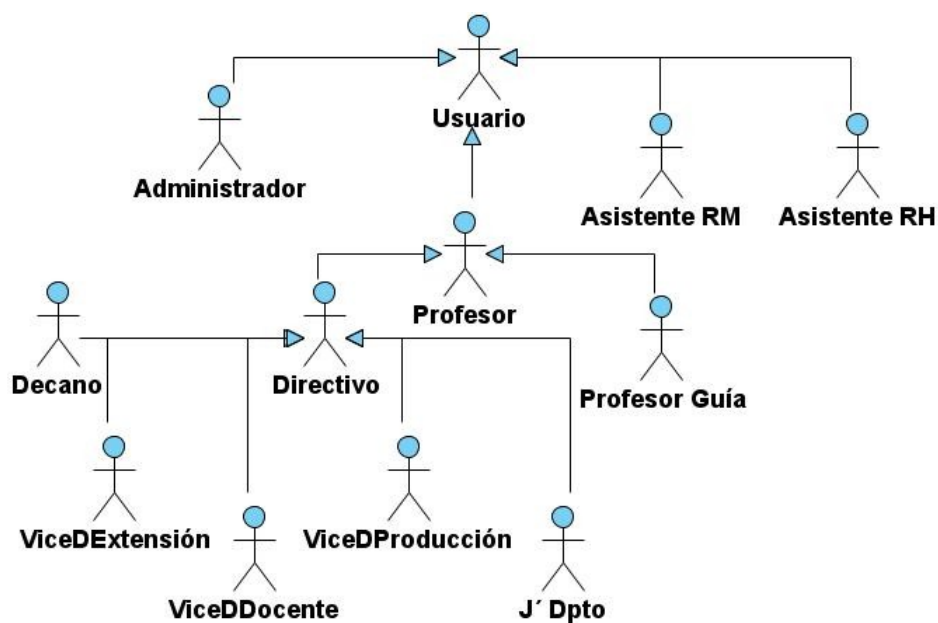 Usuario
Administrador
Asistente RM
Asistente RH
Profesor
Decano
Directivo
Profesor Guía
ViceDExtensión
ViceDProducción
ViceDDocente
J´ Dpto